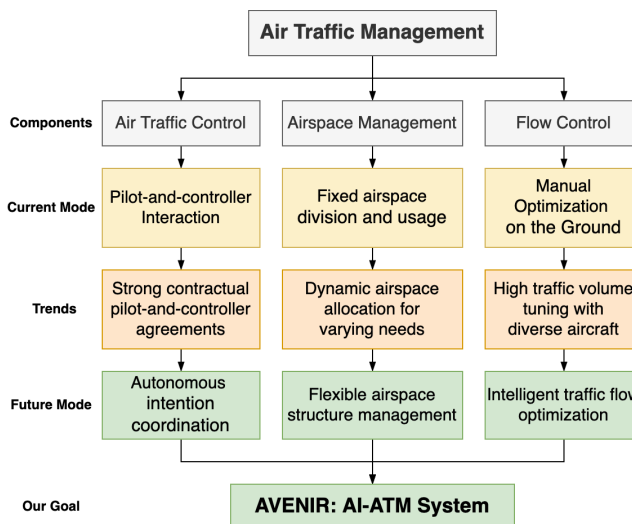 Air Traffic Management
Components
Air Traffic Control
Airspace Management
Flow Control
Current Mode
Pilot-and-controller
Interaction
Fixed airspace
division and usage
Manual
Optimization
on the Ground
Trends
Strong contractual
pilot-and-controller
agreements
Dynamic airspace
allocation for
varying needs
High traffic volume
tuning with
diverse aircraft
Future Mode
Autonomous
intention
coordination
Flexible airspace
structure management
Intelligent traffic flow
optimization
Our Goal
AVENIR: AI-ATM System